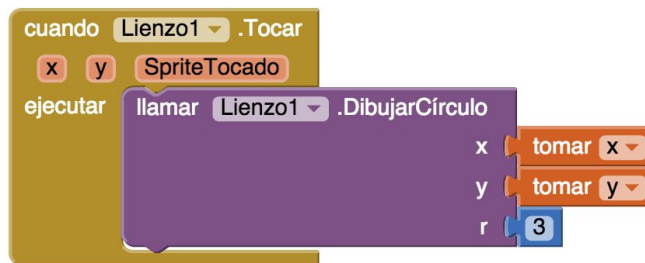 cuando Lienzo1 .Tocar
x y SpriteTocado
ejecutar llamar Lienzo1 .DibujarCírculo
x tomar x
y tomar y
r 3